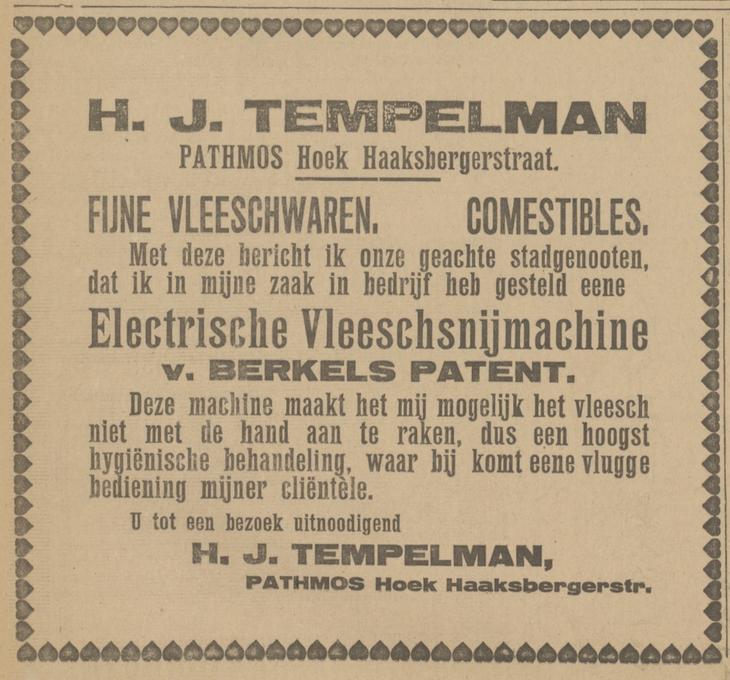 H. J. TEMPELMAN
PATHMOS Hoek Haaksbergerstraat.
FIJNE VLEESCHWAREN. COMESTIBLES.
Met deze bericht ik onze geachte stadgenooten,
dat ik in mijne zaak in bedrijf heb gesteld eene
Electrische Vleeschsnijmachine
v. BERKELS PATENT.
Deze machine maakt het mij mogelijk het vleesch
niet met de hand aan te raken, dus een hoogst
hygiënische behandeling, waar bij komt eene vlugge
bediening mijner cliëntèle.
U tot een bezoek uitnoodigend
H. J. TEMPELMAN,
PATHMOS Hoek Haaksbergerstr.